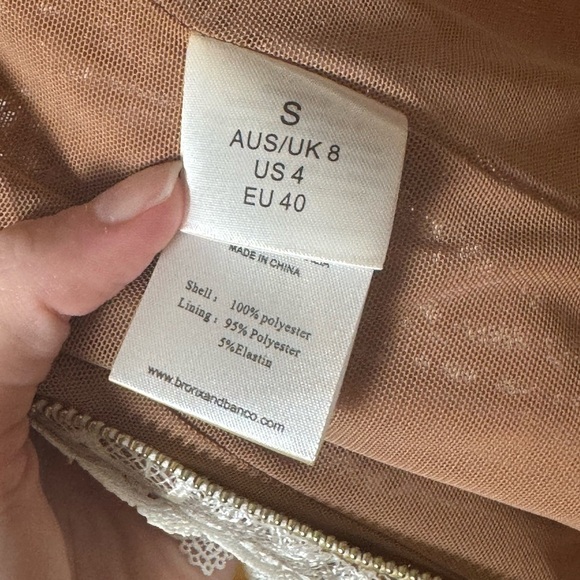 S
AUS/UK 8
US 4
EU 40
MADE IN CHINA
Shell : 100% polyester
Lining : 95% Polyester
5%Elastin
www.bronxandbanco.com